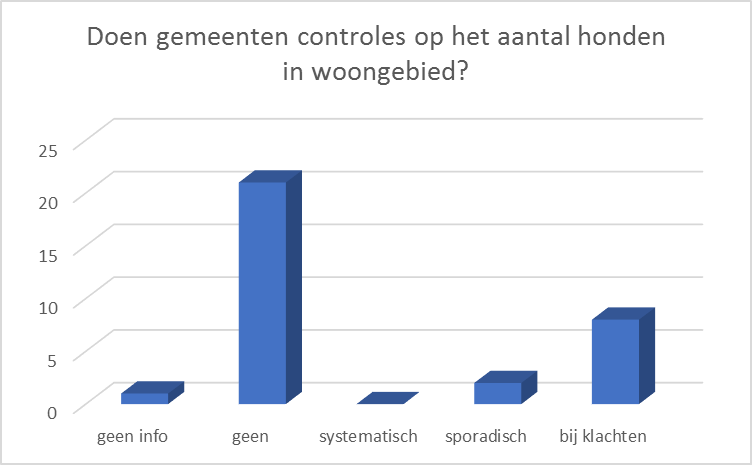 Doen gemeenten controles op het aantal honden
in woongebied?
25
20
15
10
5
0
geen info geen systematisch sporadisch bij klachten